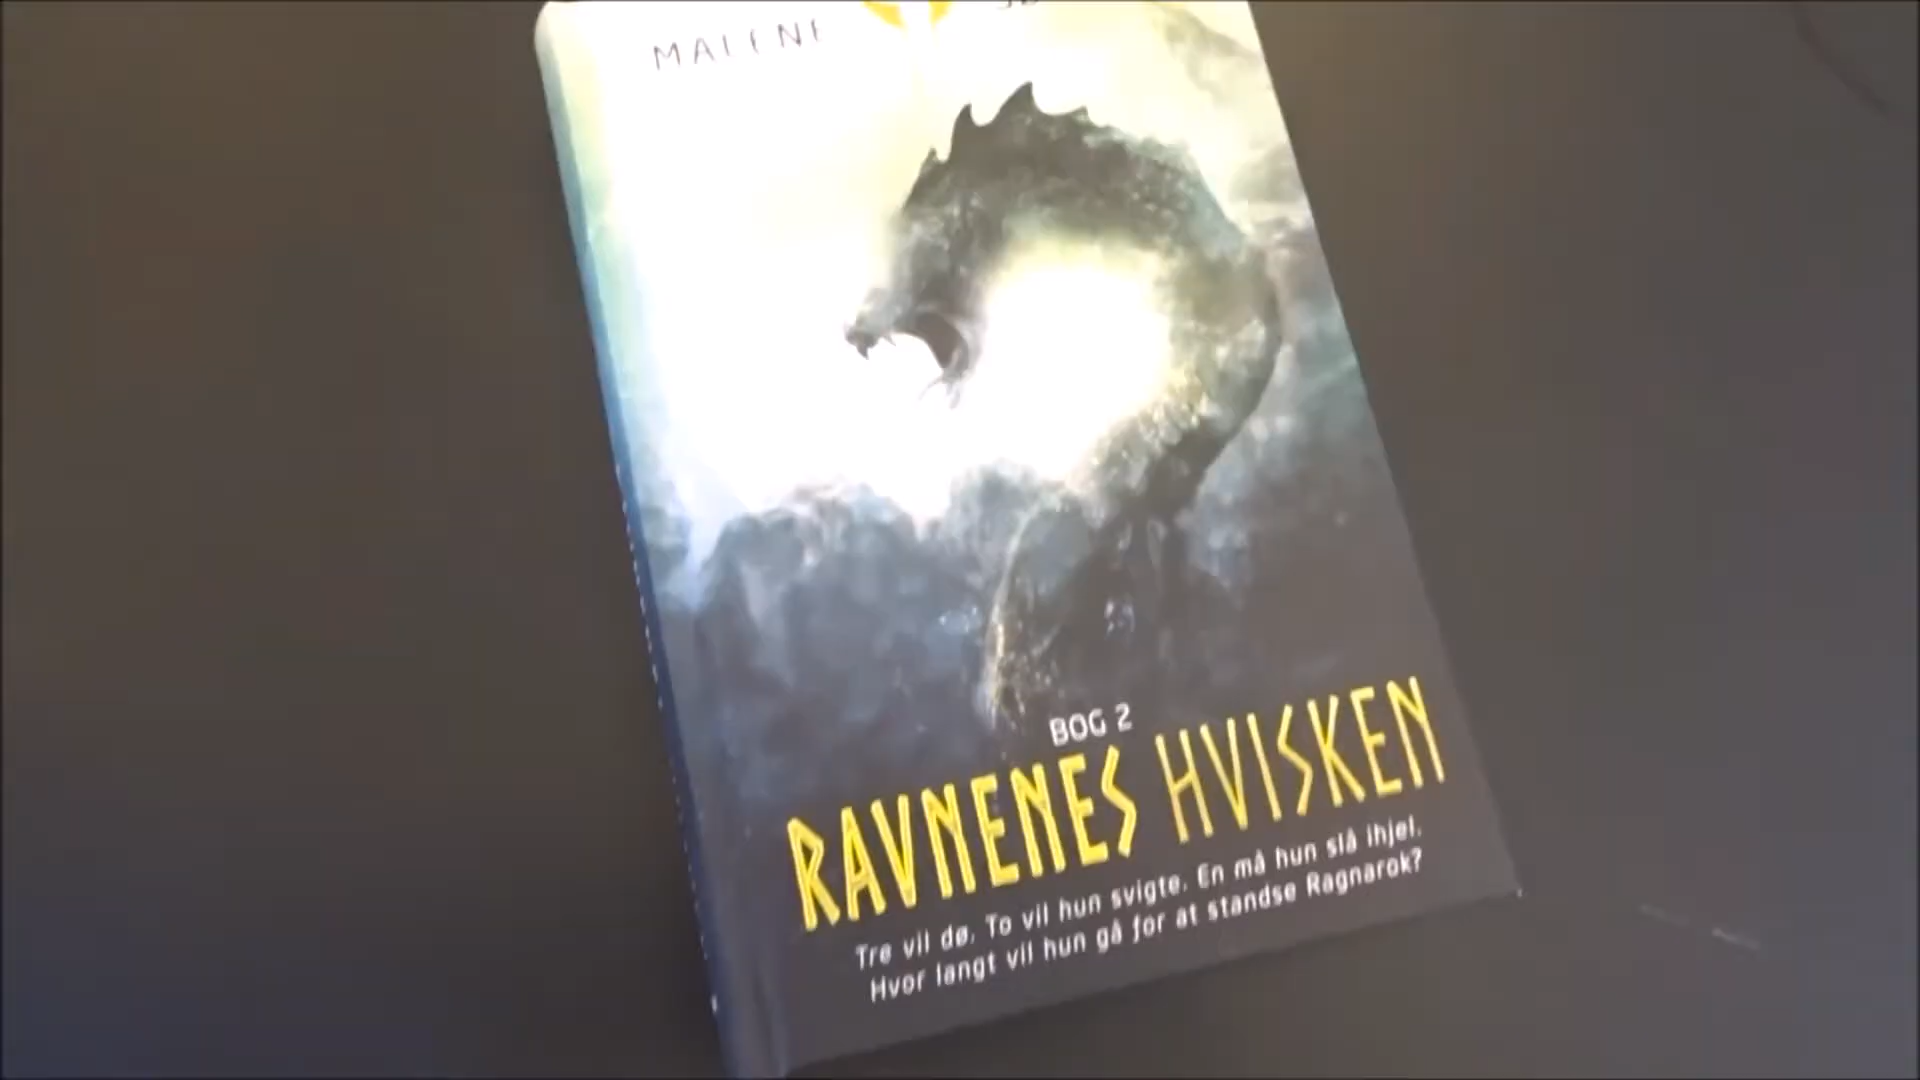 MALENE
BOG 2
RAVNENES HVISKEN
Tre vil dø. To vil hun svigte. En må hun slå ihjel.
Hvor langt vil hun gå for at standse Ragnarok?